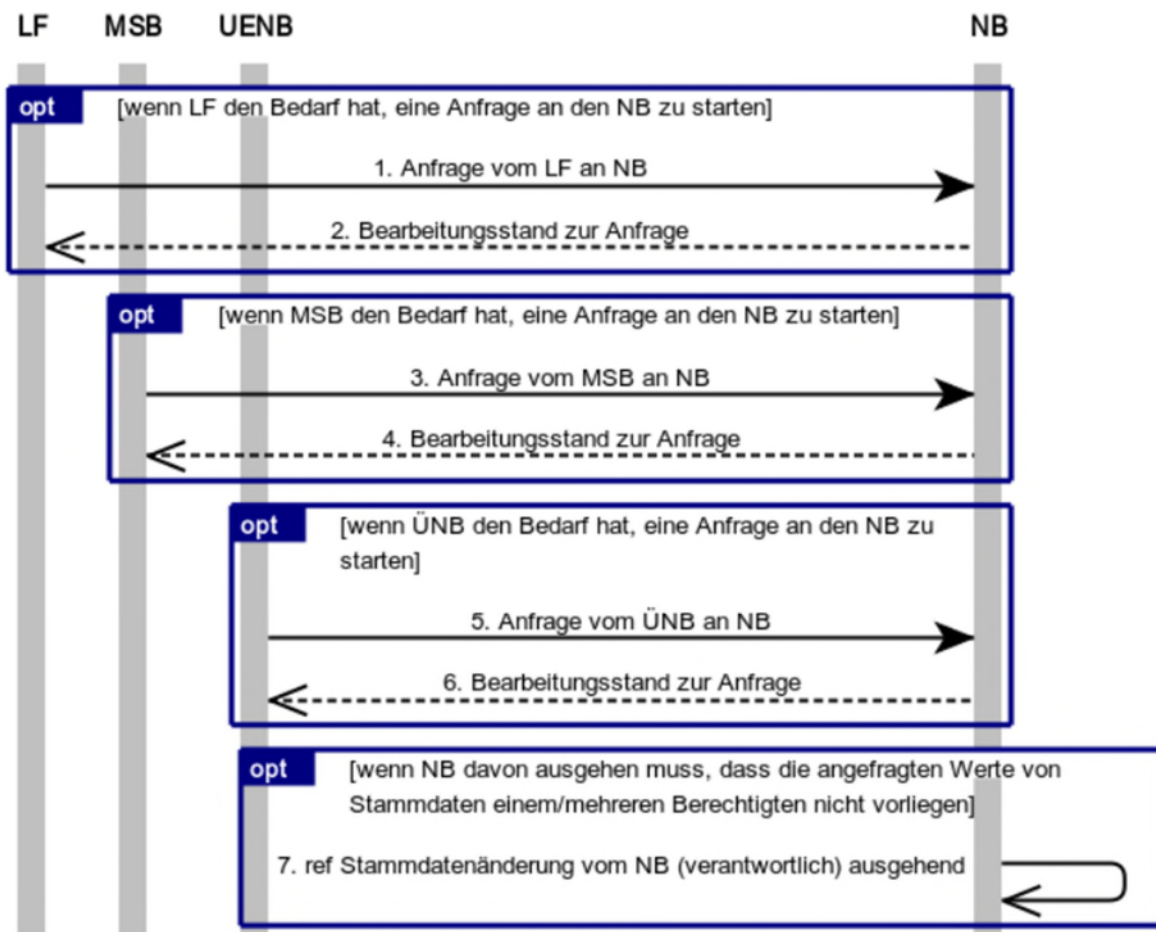 LF MSB UENB NB
opt [wenn LF den Bedarf hat, eine Anfrage an den NB zu starten]
1. Anfrage vom LF an NB
2. Bearbeitungsstand zur Anfrage
opt [wenn MSB den Bedarf hat, eine Anfrage an den NB zu starten]
3. Anfrage vom MSB an NB
4. Bearbeitungsstand zur Anfrage
opt [wenn ÜNB den Bedarf hat, eine Anfrage an den NB zu
starten]
5. Anfrage vom ÜNB an NB
6. Bearbeitungsstand zur Anfrage
opt [wenn NB davon ausgehen muss, dass die angefragten Werte von
Stammdaten einem/mehreren Berechtigten nicht vorliegen]
7. ref Stammdatenänderung vom NB (verantwortlich) ausgehend